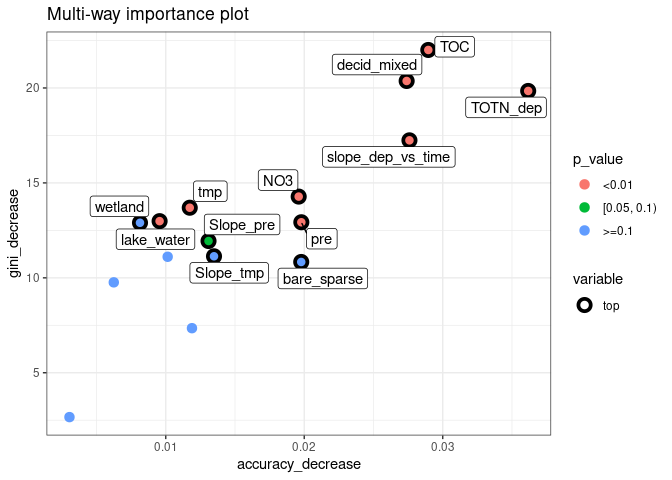 Multi-way importance plot
TOC
decid_mixed
TOTN_dep
slope_dep_vs_time
NO3
tmp
wetland
Slope_pre
lake_water
pre
Slope_tmp
bare_sparse
20
15
10
5
gini_decrease
0.01
0.02
0.03
accuracy_decrease
p_value
<0.01
[0.05, 0.1)
>=0.1
variable
top